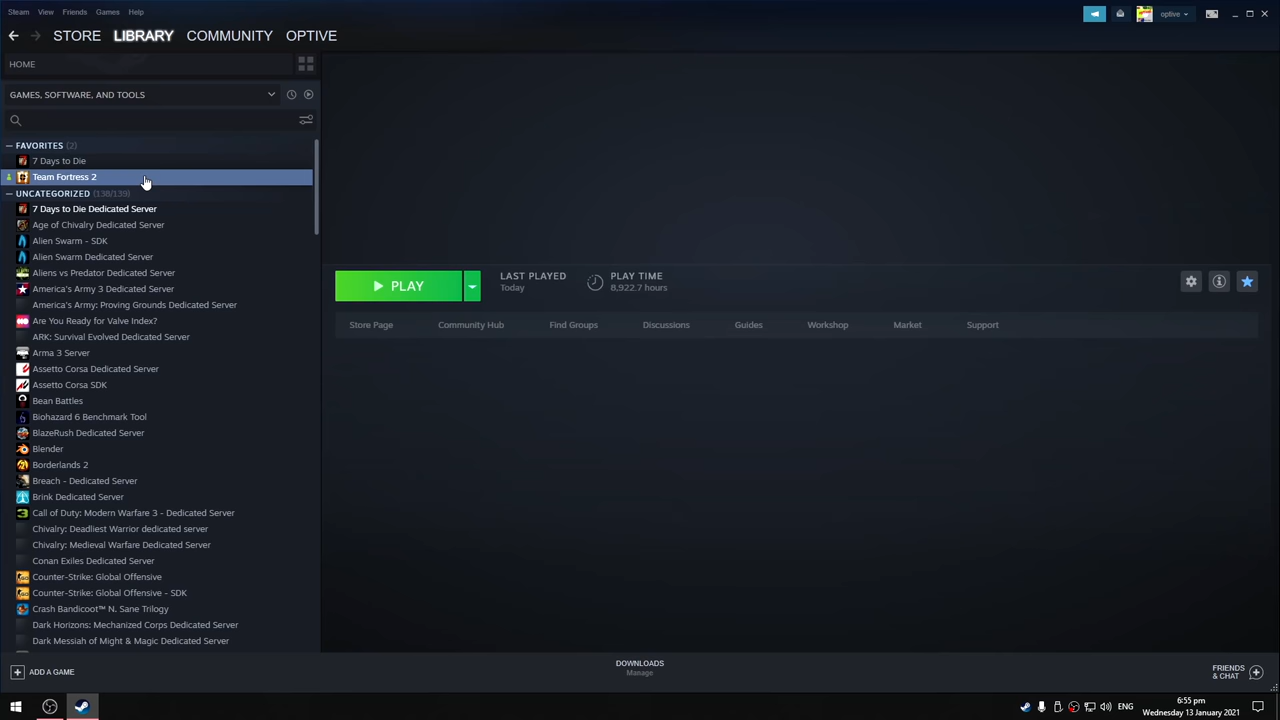 Steam View Friends Games Help
optive
STORE LIBRARY COMMUNITY OPTIVE
HOME
GAMES, SOFTWARE, AND TOOLS
FAVORITES (2)
7 Days to Die
Team Fortress 2
UNCATEGORIZED (138/139)
7 Days to Die Dedicated Server
Age of Chivalry Dedicated Server
Alien Swarm - SDK
Alien Swarm Dedicated Server
Aliens vs Predator Dedicated Server
America's Army 3 Dedicated Server
America's Army: Proving Grounds Dedicated Server
Are You Ready for Valve Index?
ARK: Survival Evolved Dedicated Server
Arma 3 Server
Assetto Corsa Dedicated Server
Assetto Corsa SDK
Bean Battles
Biohazard 6 Benchmark Tool
BlazeRush Dedicated Server
Blender
Borderlands 2
Breach - Dedicated Server
Brink Dedicated Server
Call of Duty: Modern Warfare 3 - Dedicated Server
Chivalry: Deadliest Warrior dedicated server
Chivalry: Medieval Warfare Dedicated Server
Conan Exiles Dedicated Server
Counter-Strike: Global Offensive
Counter-Strike: Global Offensive - SDK
Crash Bandicoot™ N. Sane Trilogy
Dark Horizons: Mechanized Corps Dedicated Server
Dark Messiah of Might & Magic Dedicated Server
PLAY
LAST PLAYED
Today
PLAY TIME
8,922.7 hours
Store Page Community Hub Find Groups Discussions Guides Workshop Market Support
ADD A GAME
DOWNLOADS
Manage
FRIENDS
& CHAT
ENG
6:55 pm
Wednesday 13 January 2021